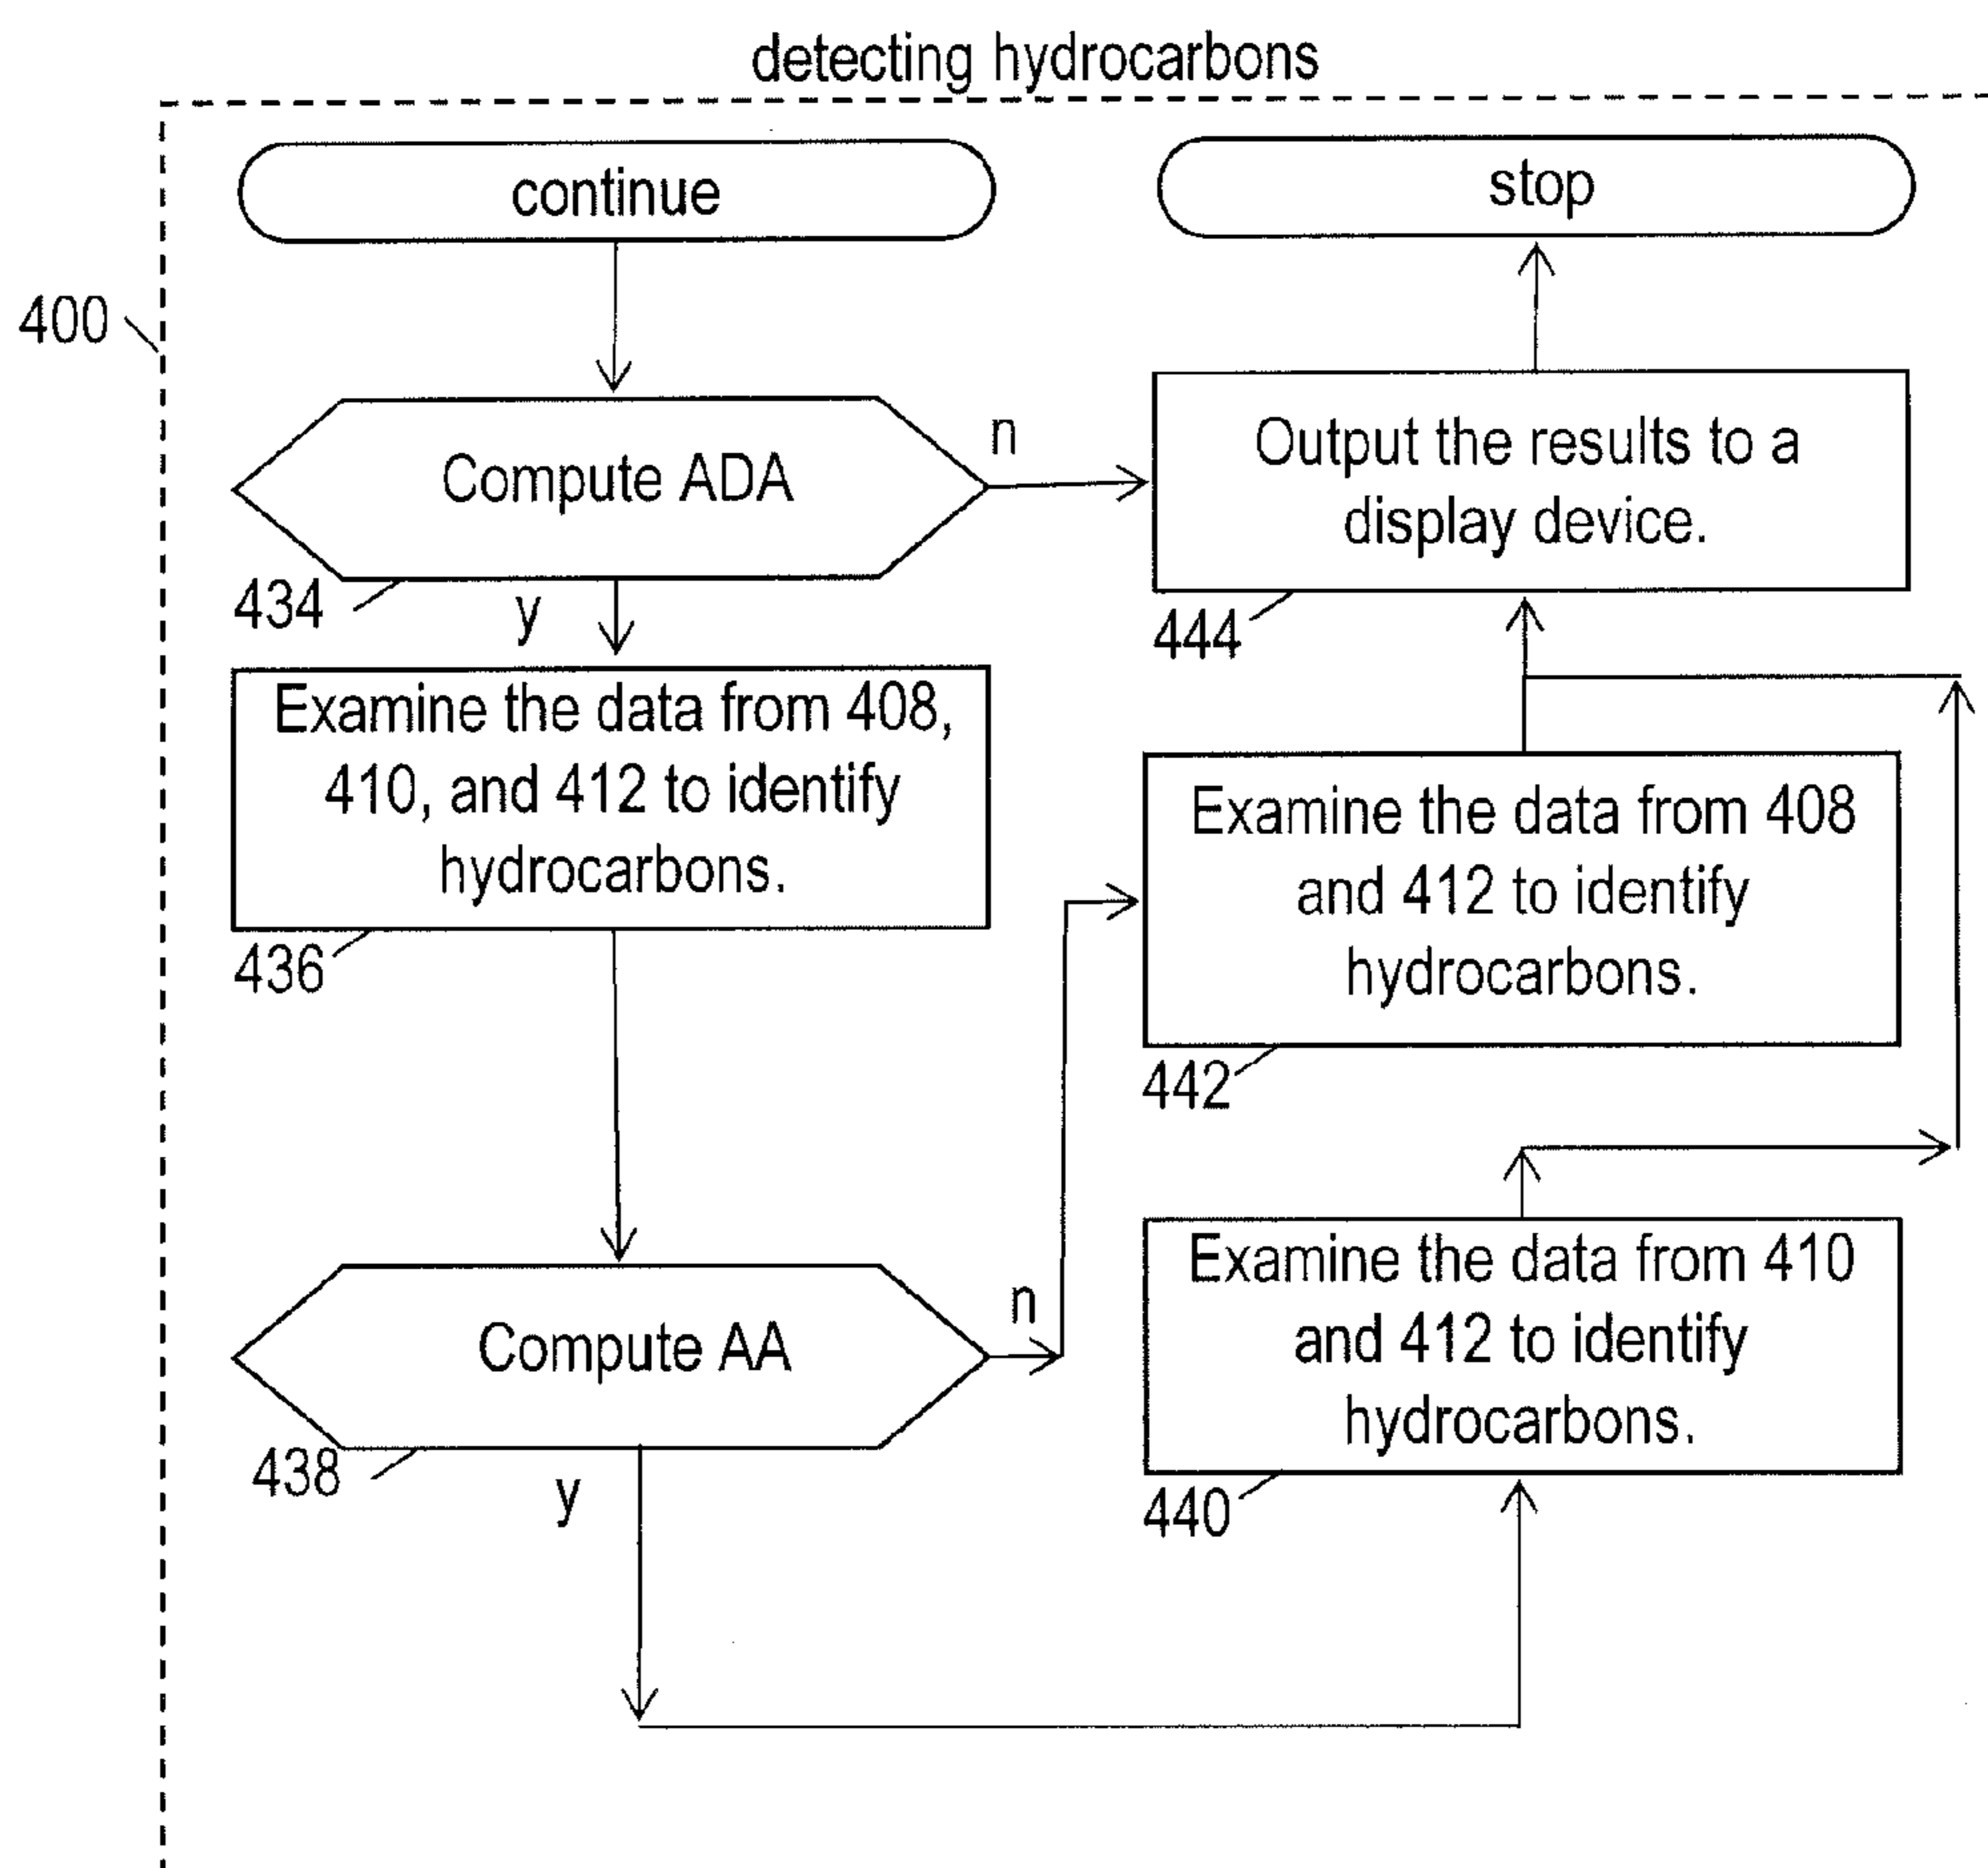 detecting hydrocarbons
continue
400
Compute ADA
n
434
y
Examine the data from 408,
410, and 412 to identify
hydrocarbons.
436
Compute AA
n
438
y
stop
Output the results to a
display device.
444
Examine the data from 408
and 412 to identify
hydrocarbons.
442
Examine the data from 410
and 412 to identify
hydrocarbons.
440